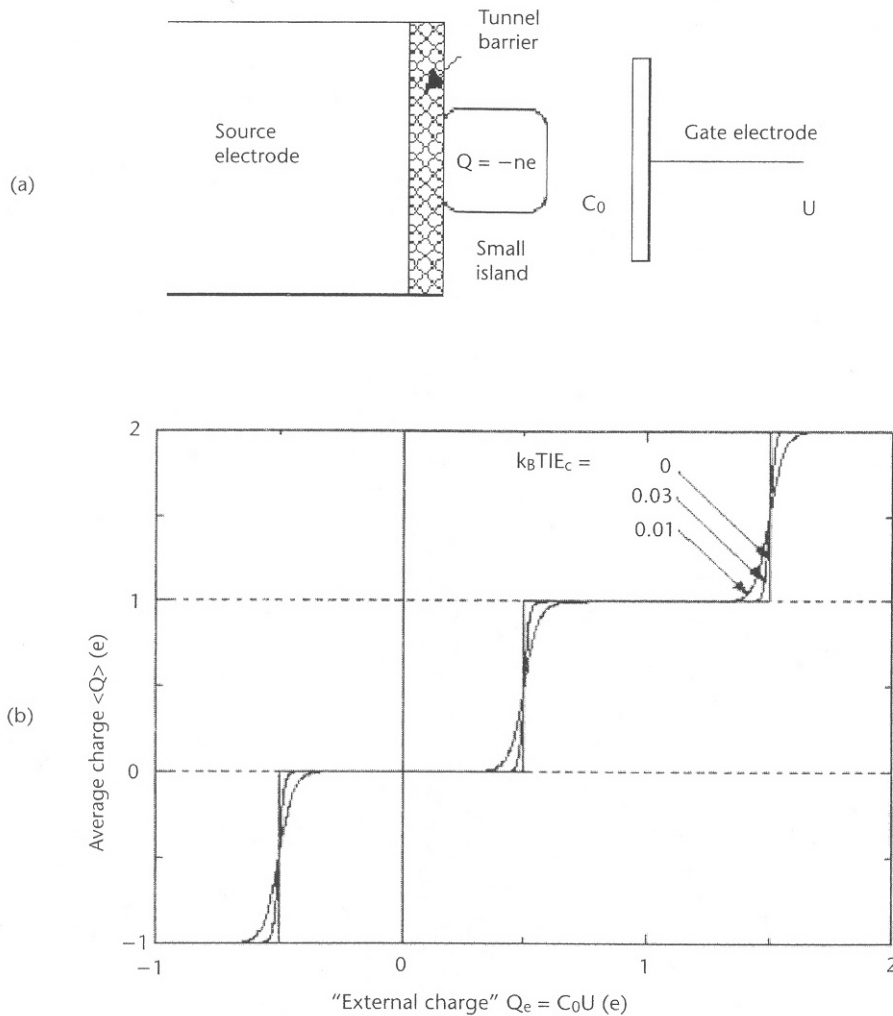 (a)
Source
electrode
Tunnel
barrier
Q = −ne
Small
island
C₀
Gate electrode
U
(b)
Average charge <Q> (e)
2
1
0
−1
k_BTIE_c =
0
0.03
0.01
−1
0
1
2
"External charge" Qₑ = C₀U (e)